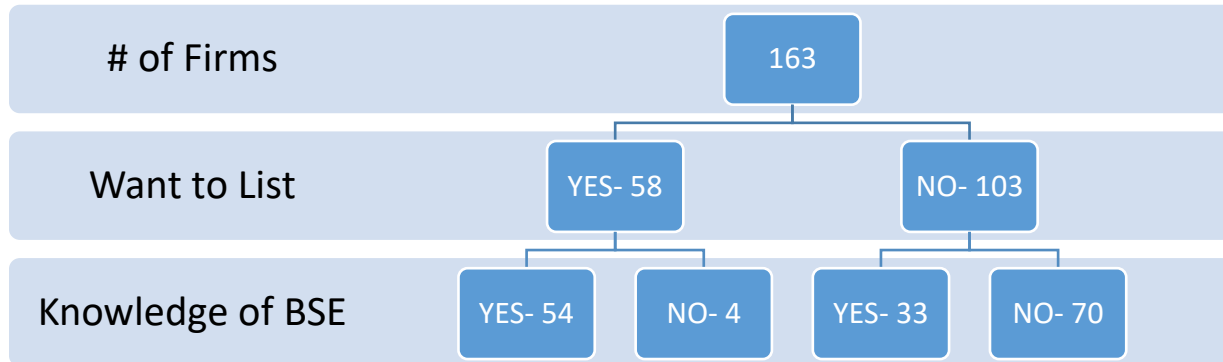 # of Firms
163
Want to List
YES- 58
NO- 103
Knowledge of BSE
YES- 54
NO- 4
YES- 33
NO- 70